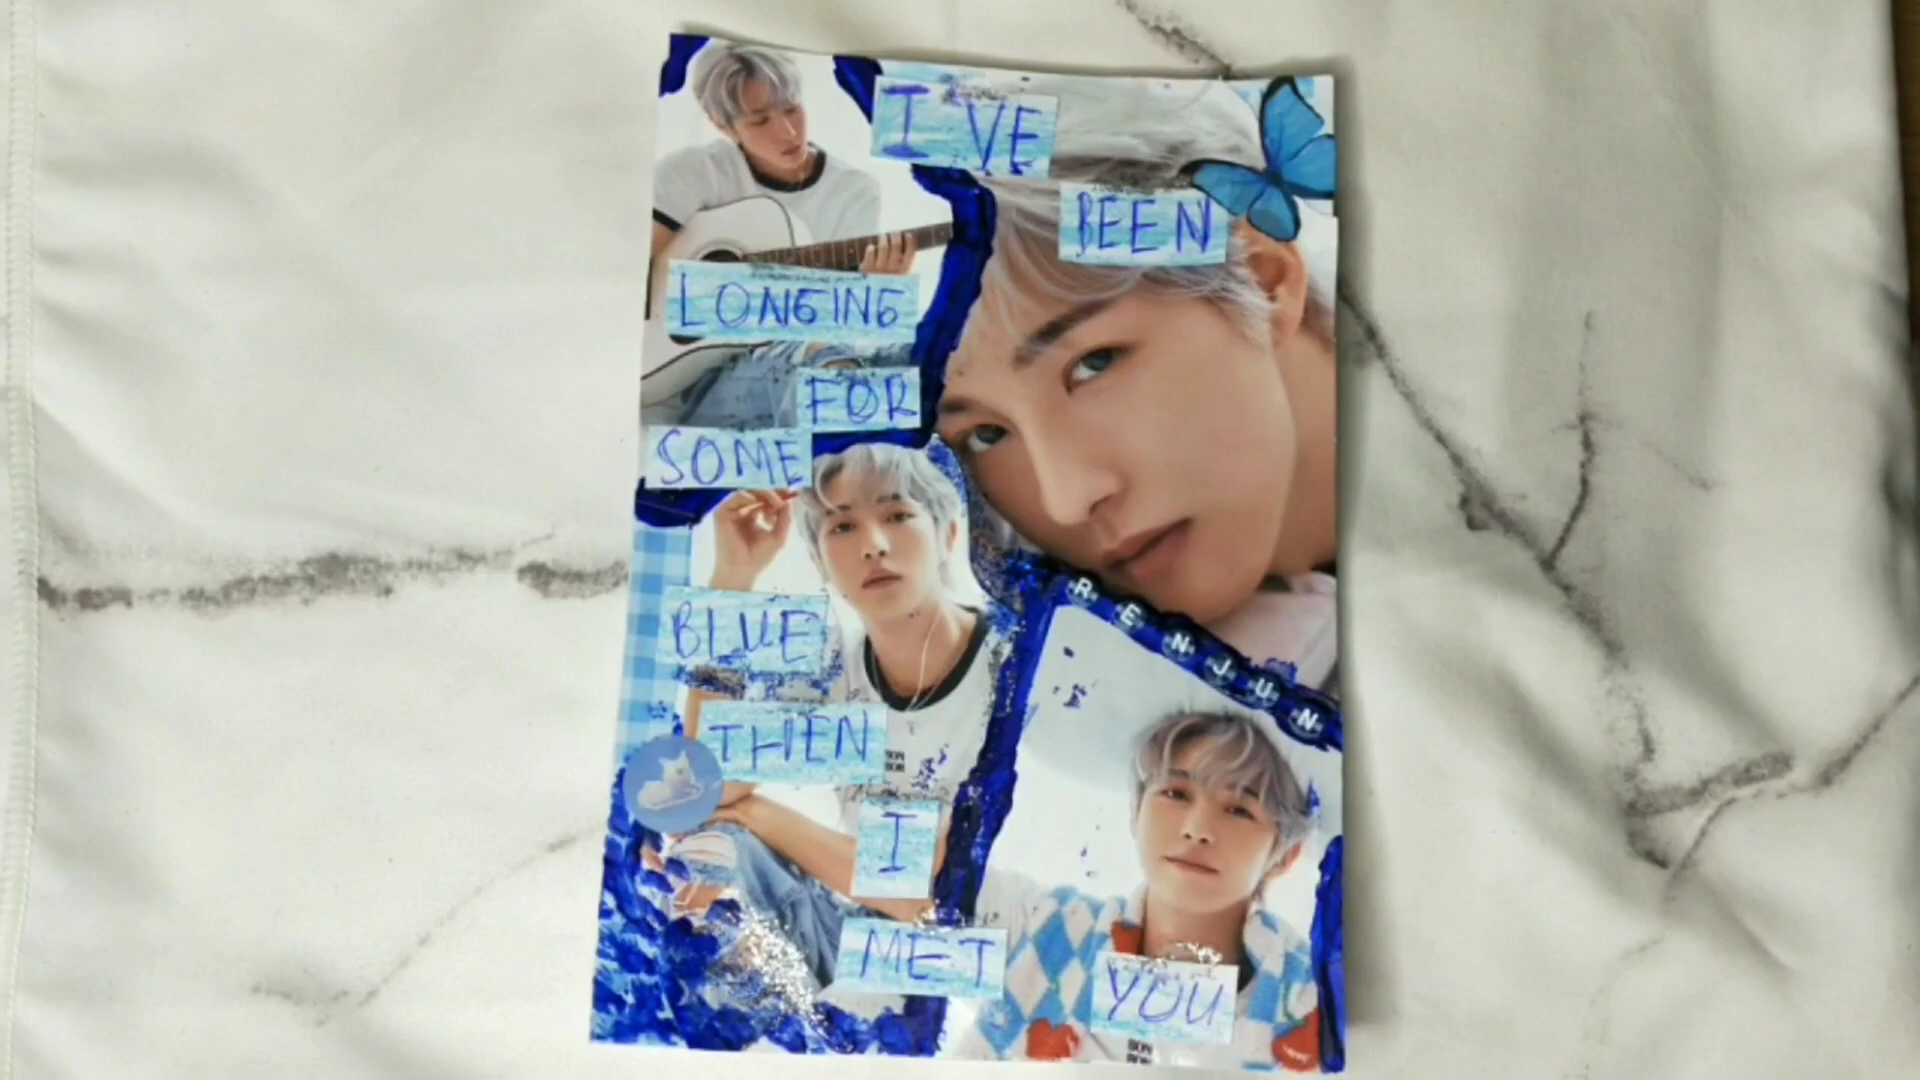 I'VE
BEEN
LONGING
FOR
SOME
BLUE
THEN
I
MET
YOU
RENJUN